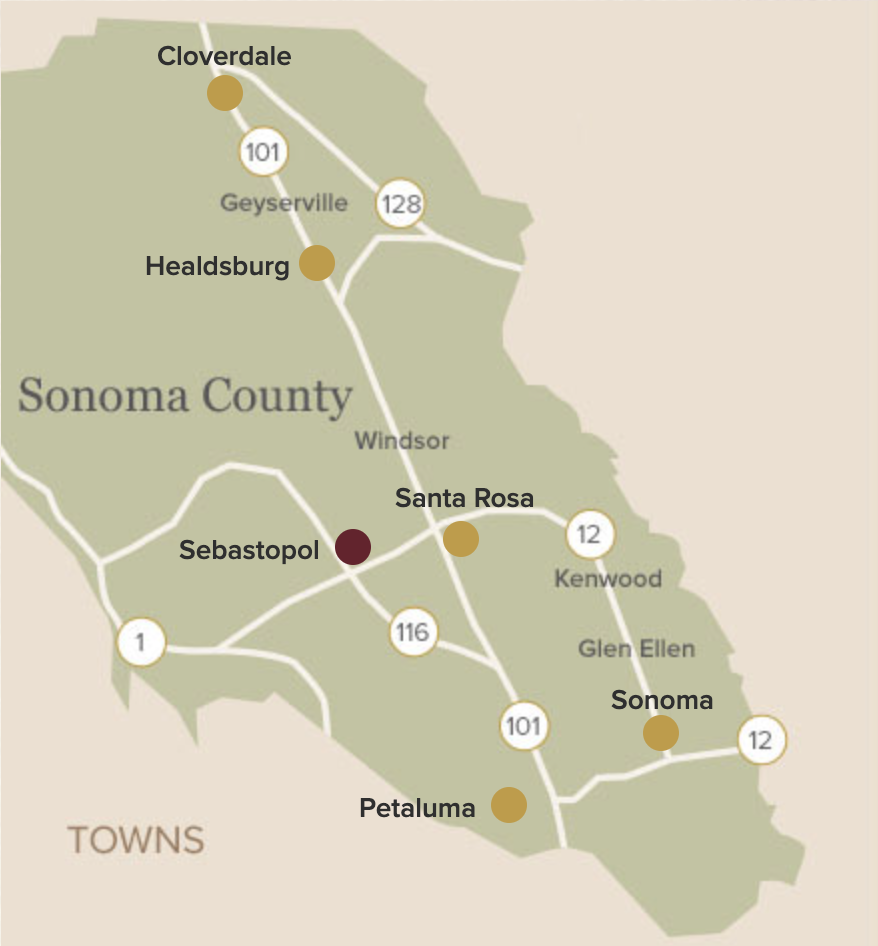 Cloverdale
101
Geyserville
128
Healdsburg
Sonoma County
Windsor
Santa Rosa
Sebastopol
12
Kenwood
116
1
Glen Ellen
Sonoma
101
12
Petaluma
TOWNS